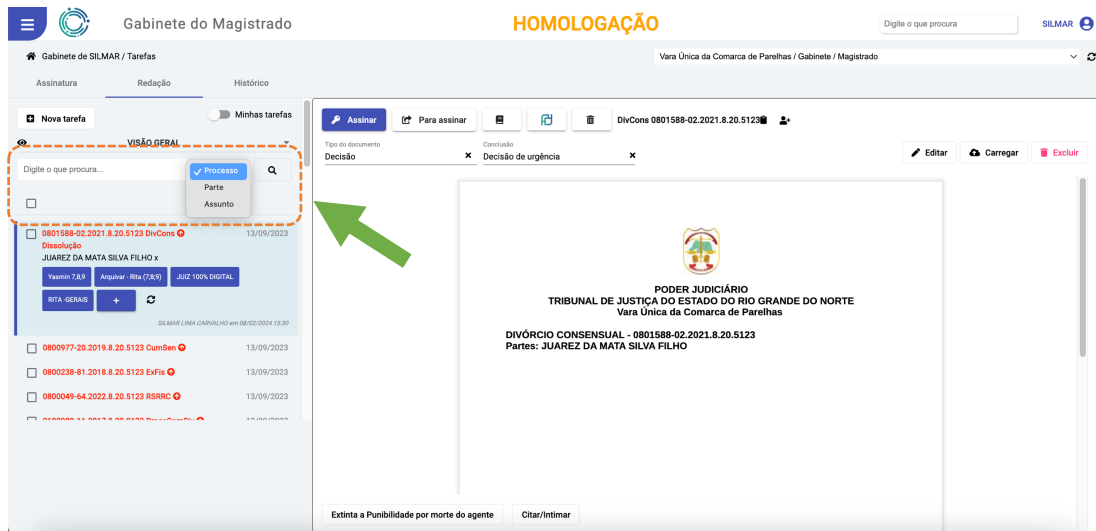 Gabinete do Magistrado
HOMOLOGAÇÃO
Digite o que procura
SILMAR
Gabinete de SILMAR / Tarefas
Vara Única da Comarca de Parelhas / Gabinete / Magistrado
Assinatura
Redação
Histórico
Nova tarefa
Minhas tarefas
VISÃO GERAL
Digite o que procura...
Processo
Parte
Assunto
0801588-02.2021.8.20.5123 DivCons
13/09/2023
Dissolução
JUAREZ DA MATA SILVA FILHO x
Yasmin 7,8,9
Arquivar - Rita (7;8;9)
JUIZ 100% DIGITAL
RITA -GERAIS
+
SILMAR LIMA CARVALHO em 08/02/2024 15:30
0800977-20.2019.8.20.5123 CumSen
13/09/2023
0800238-81.2018.8.20.5123 ExFis
13/09/2023
0800049-64.2022.8.20.5123 RSRRC
13/09/2023
Assinar
Para assinar
DivCons 0801588-02.2021.8.20.5123
Tipo do documento
Decisão
Conclusão
Decisão de urgência
Editar
Carregar
Excluir
PODER JUDICIÁRIO
TRIBUNAL DE JUSTIÇA DO ESTADO DO RIO GRANDE DO NORTE
Vara Única da Comarca de Parelhas
DIVÓRCIO CONSENSUAL - 0801588-02.2021.8.20.5123
Partes: JUAREZ DA MATA SILVA FILHO
Extinta a Punibilidade por morte do agente
Citar/Intimar